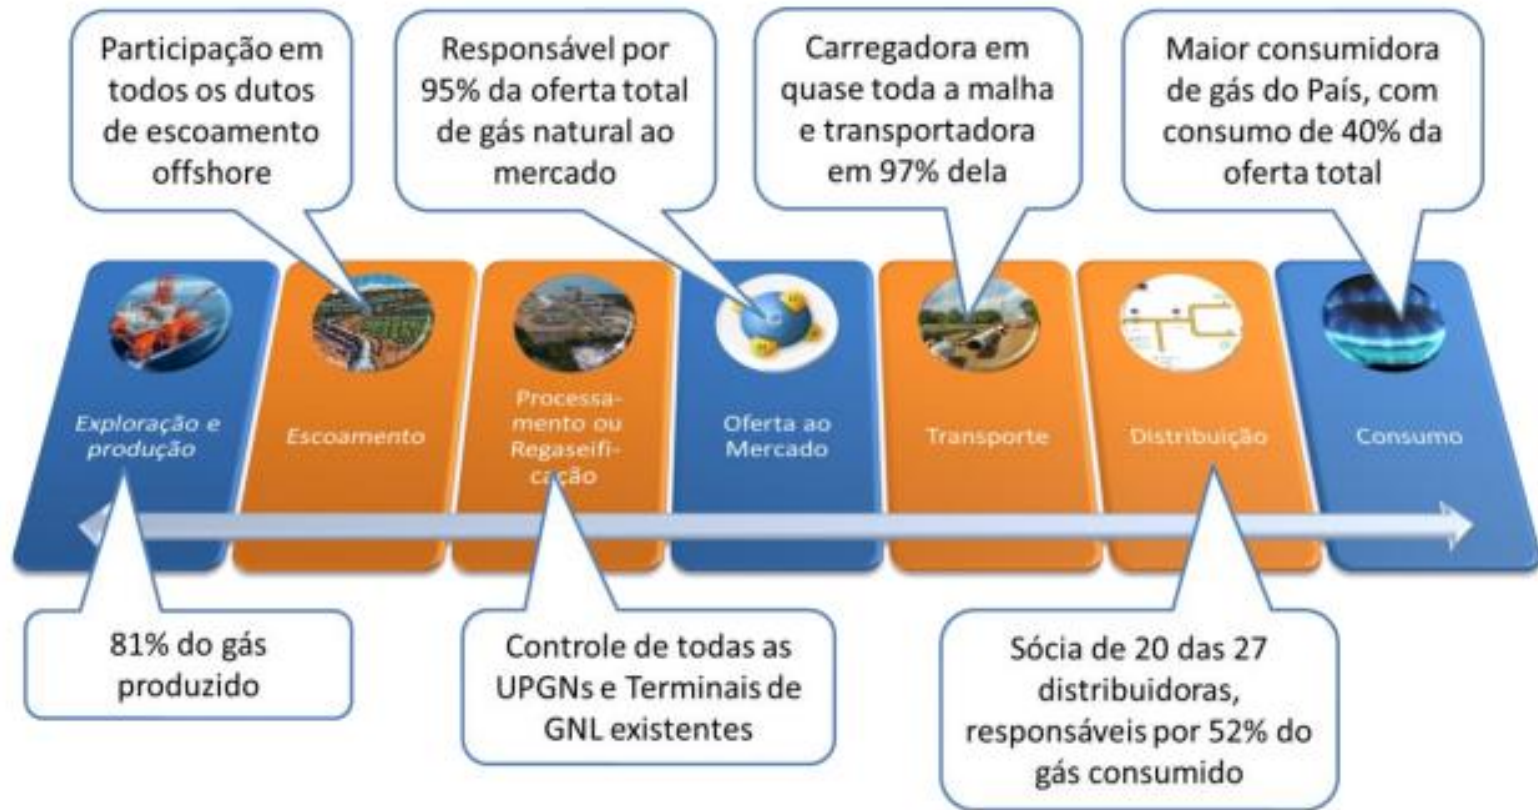 Participação em
todos os dutos
de escoamento
offshore
Responsável por
95% da oferta total
de gás natural ao
mercado
Carregadora em
quase toda a malha
e transportadora
em 97% dela
Maior consumidora
de gás do País, com
consumo de 40% da
oferta total
Exploração e
produção
Escoamento
Processa-
mento ou
Regaseifi-
cação
Oferta ao
Mercado
Transporte
Distribuição
Consumo
81% do gás
produzido
Controle de todas as
UPGNs e Terminais de
GNL existentes
Sócia de 20 das 27
distribuidoras,
responsáveis por 52% do
gás consumido